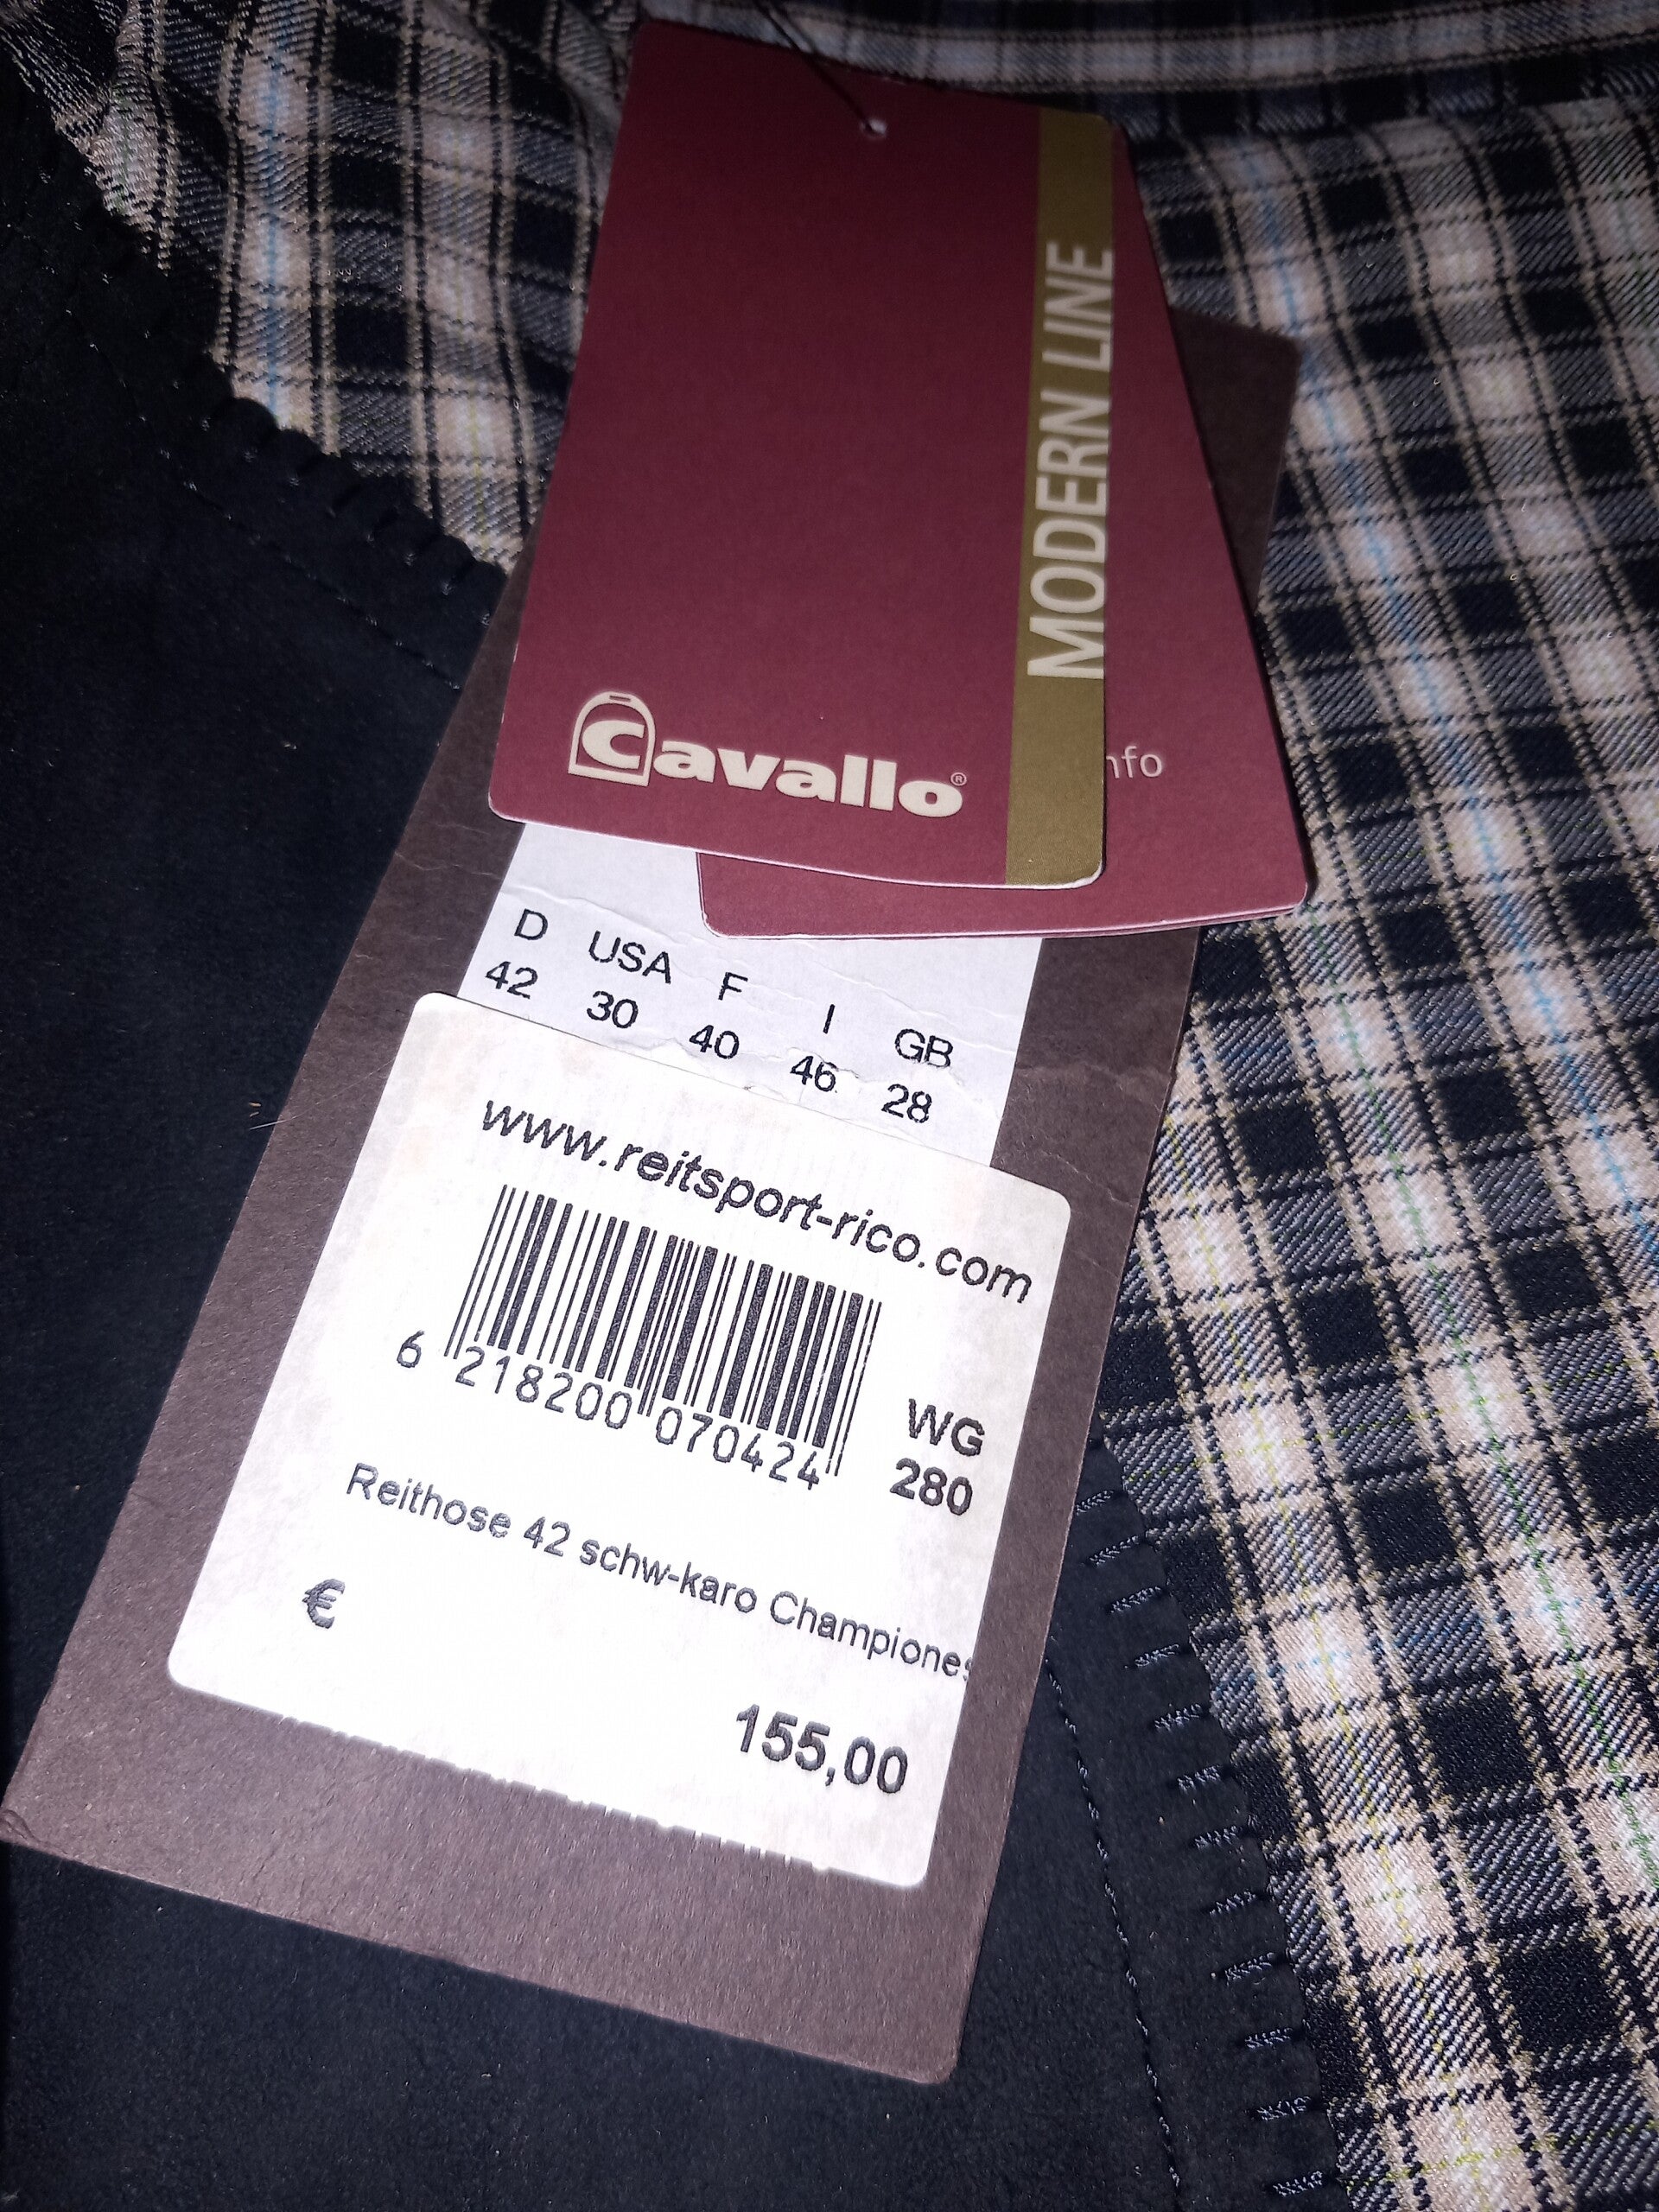 MODERN LINE
Cavallo®
D USA F I GB
42 30 40 46 28
www.reitsport-rico.com
6 218200 070424
WG
280
Reithose 42 schw-karo Championes
€
155,00